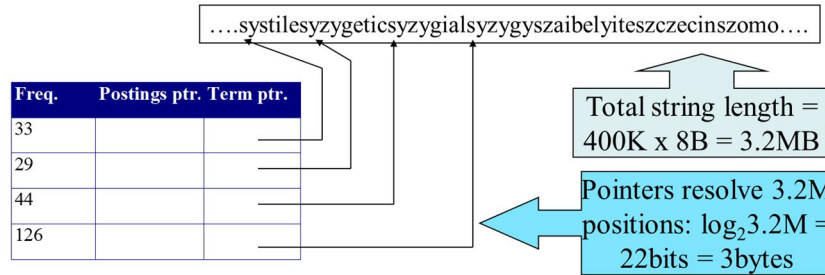 ….systilesyzygeticsyzygialsyzygyszaibelyiteszczecinszomo….
Freq. Postings ptr. Term ptr.
33
29
44
126
Total string length =
400K x 8B = 3.2MB
Pointers resolve 3.2M
positions: log₂3.2M =
22bits = 3bytes